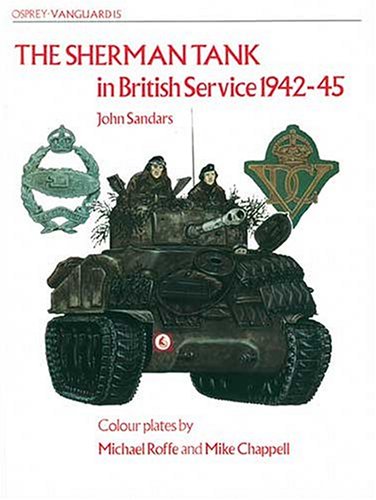 OSPREY·VANGUARD 15
THE SHERMAN TANK
in British Service 1942-45
John Sandars
Colour plates by
Michael Roffe and Mike Chappell